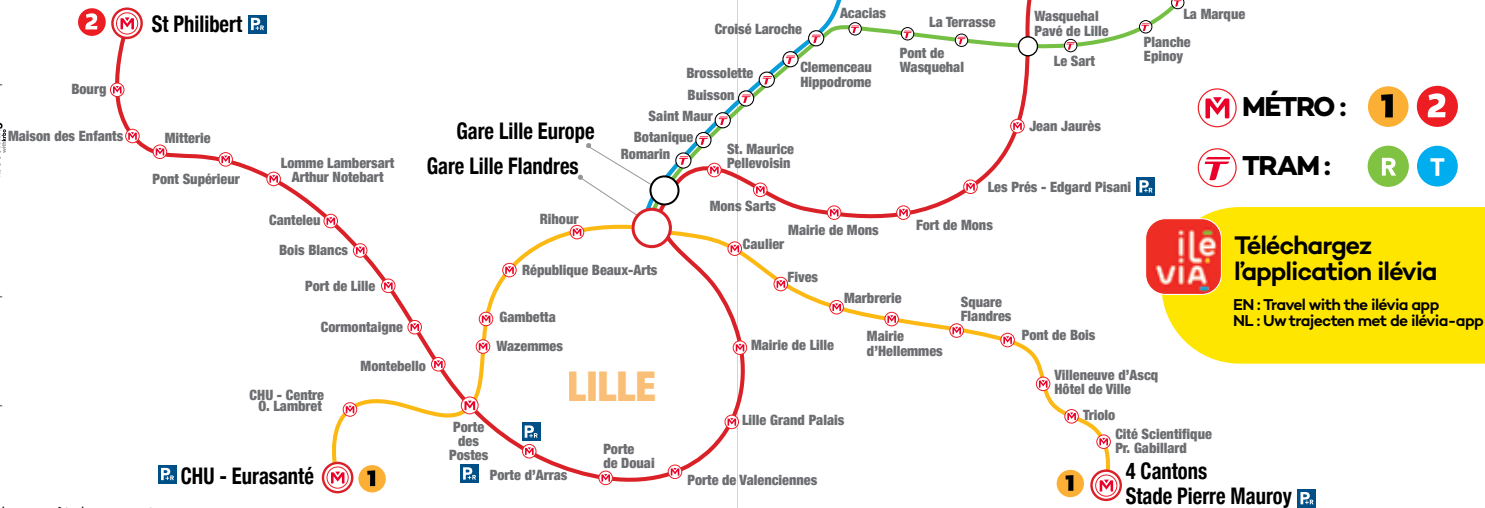 2
St Philibert P+R
Bourg
Maison des Enfants
Mitterie
Pont Supérieur
Lomme Lambersart
Arthur Notebart
Canteleu
Bois Blancs
Port de Lille
Cormontaigne
Montebello
CHU - Centre
O. Lambret
P+R CHU - Eurasanté
1
Porte
des
Postes
P+R
P+R
Porte d'Arras
Porte
de Douai
Porte de Valenciennes
Lille Grand Palais
Mairie de Lille
LILLE
Wazemmes
Gambetta
République Beaux-Arts
Rihour
Gare Lille Europe
Gare Lille Flandres
Romarin
Botanique
Saint Maur
Buisson
Brossolette
Clemenceau
Hippodrome
Croisé Laroche
Acacias
Pont de
Wasquehal
La Terrasse
Wasquehal
Pavé de Lille
Le Sart
Planche
Epinoy
La Marque
Jean Jaurès
Les Prés - Edgard Pisani P+R
Fort de Mons
Mairie de Mons
Mons Sarts
St. Maurice
Pellevoisin
Caulier
Fives
Marbrerie
Mairie
d'Hellemmes
Square
Flandres
Pont de Bois
Villeneuve d'Ascq
Hôtel de Ville
Triolo
Cité Scientifique
Pr. Gabillard
1
4 Cantons
Stade Pierre Mauroy P+R
M MÉTRO : 1 2
T TRAM : R T
ilévia
Téléchargez
l'application ilévia
EN : Travel with the ilévia app
NL : Uw trajecten met de ilévia-app